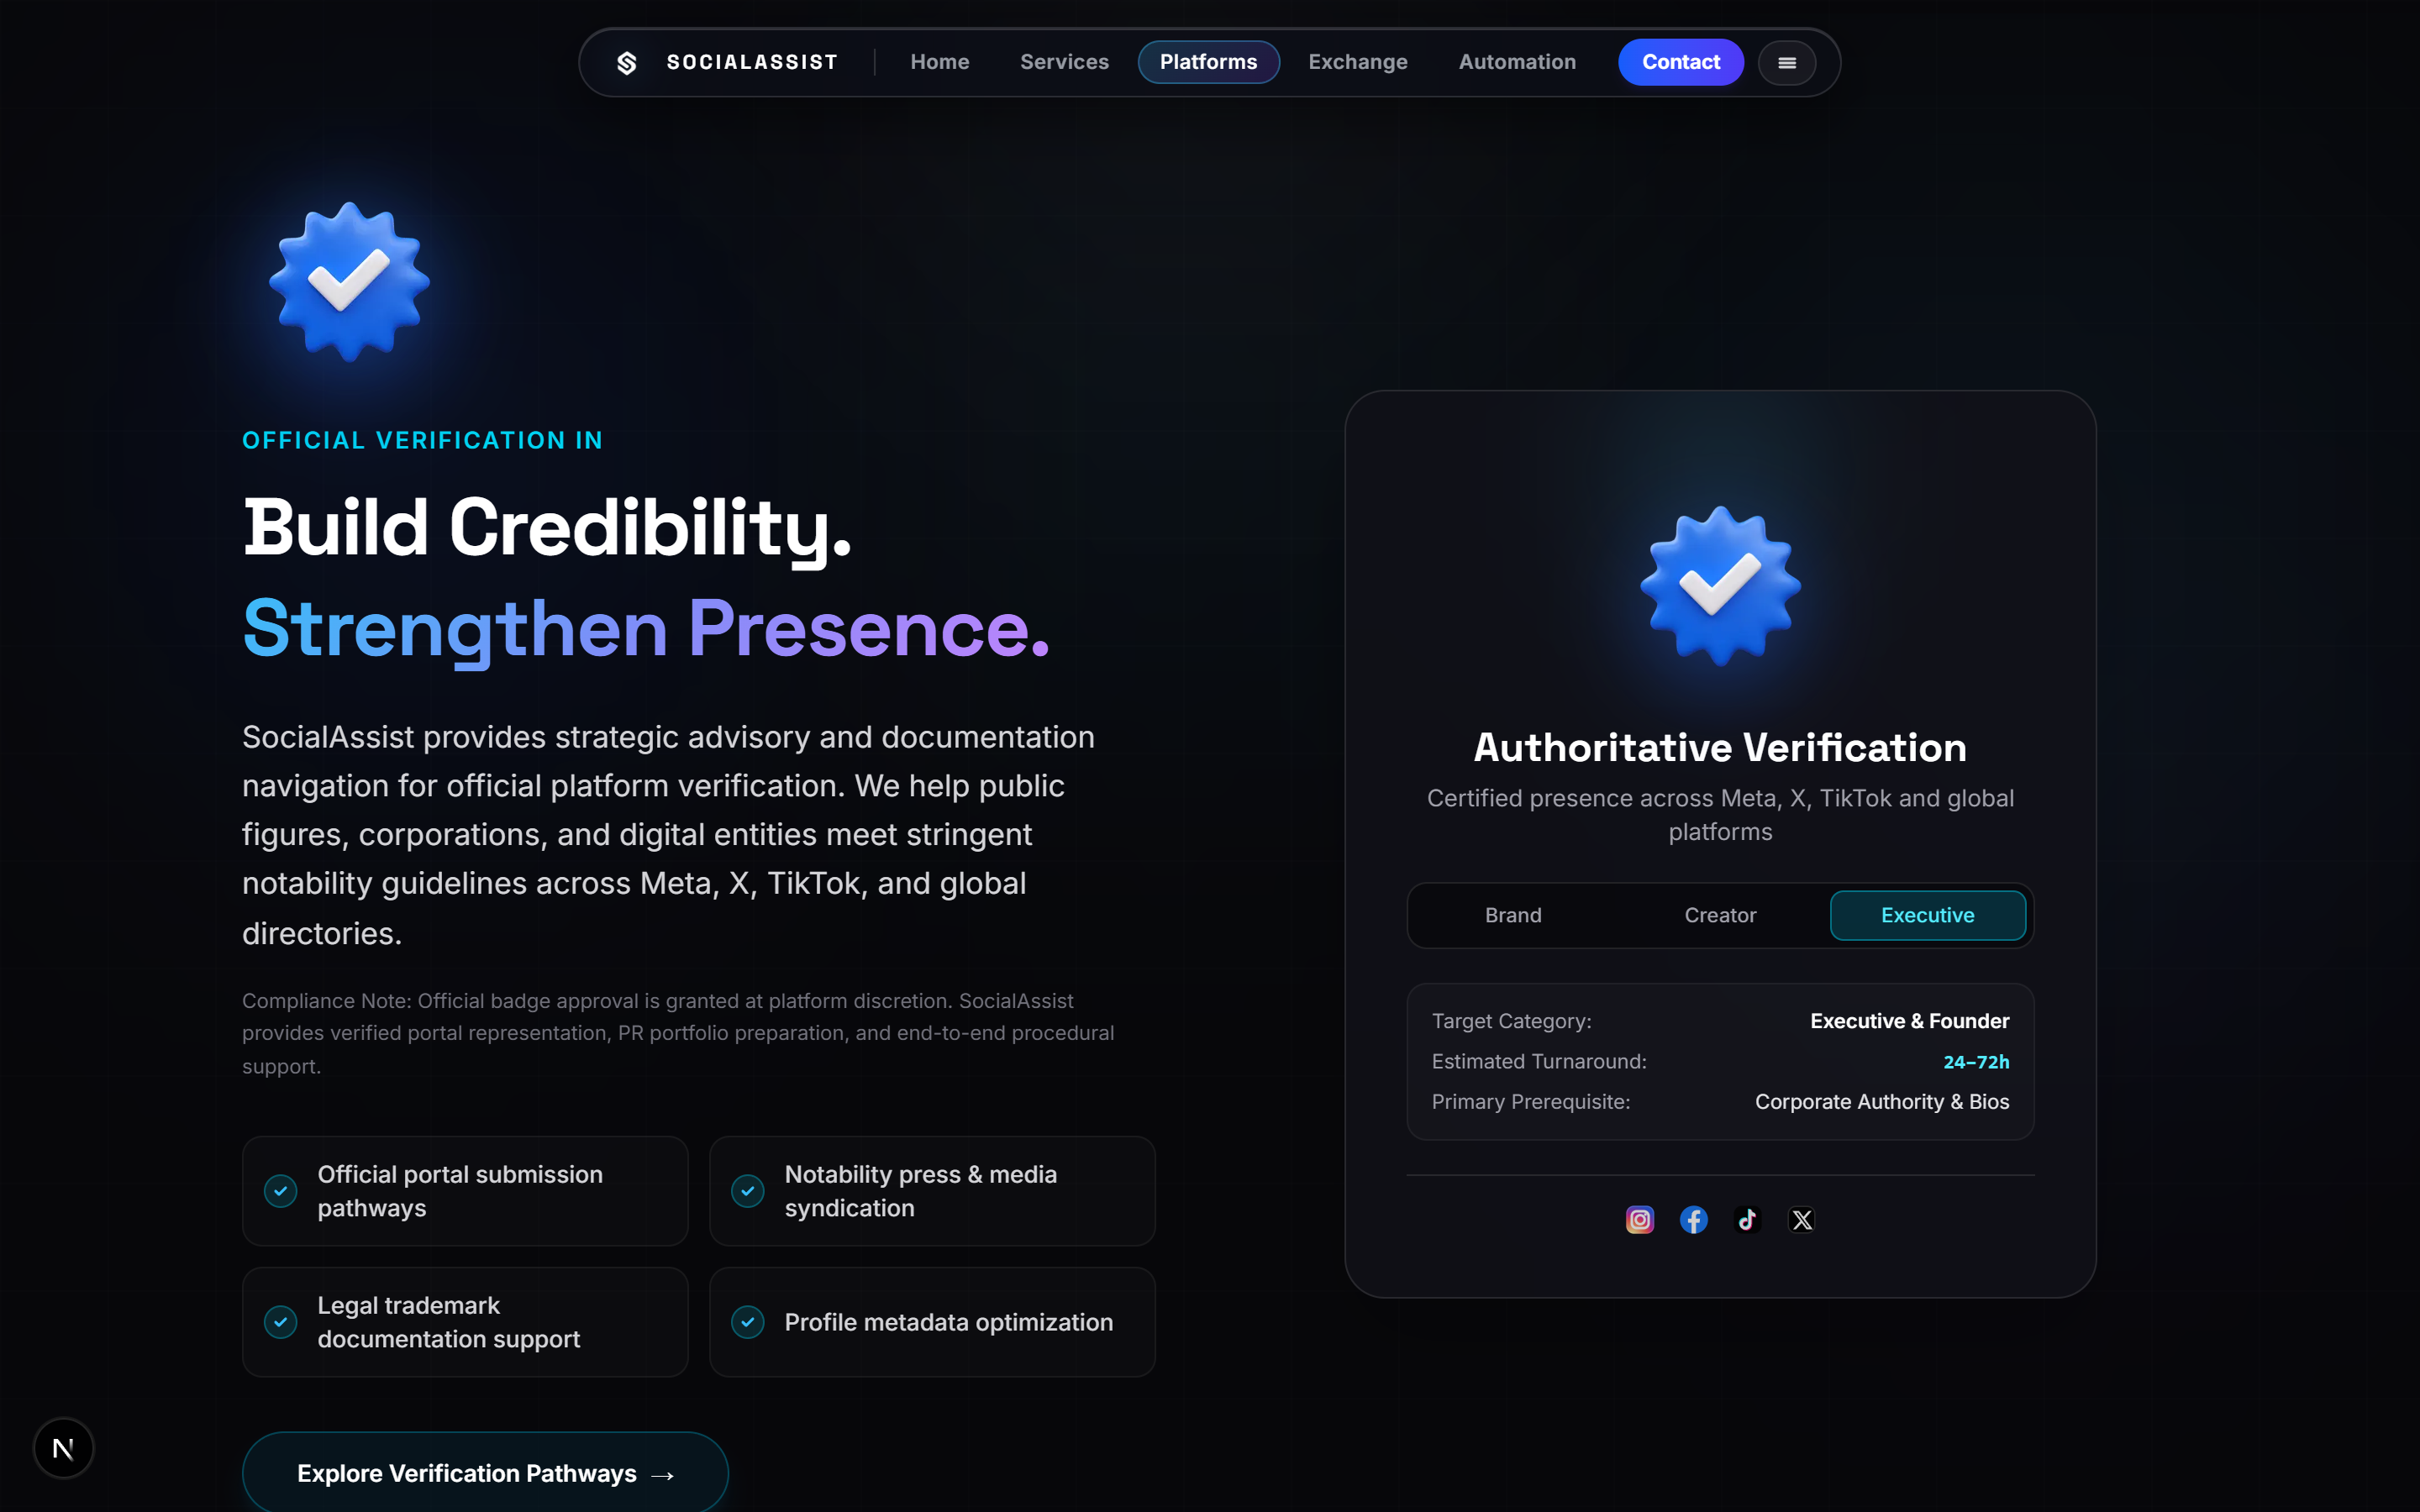 SOCIALASSIST
Home
Services
Platforms
Exchange
Automation
Contact
OFFICIAL VERIFICATION IN
Build Credibility.
Strengthen Presence.
SocialAssist provides strategic advisory and documentation
navigation for official platform verification. We help public
figures, corporations, and digital entities meet stringent
notability guidelines across Meta, X, TikTok, and global
directories.
Compliance Note: Official badge approval is granted at platform discretion. SocialAssist
provides verified portal representation, PR portfolio preparation, and end-to-end procedural
support.
Official portal submission
pathways
Notability press & media
syndication
Legal trademark
documentation support
Profile metadata optimization
Explore Verification Pathways →
Authoritative Verification
Certified presence across Meta, X, TikTok and global
platforms
Brand
Creator
Executive
Target Category:
Executive & Founder
Estimated Turnaround:
24–72h
Primary Prerequisite:
Corporate Authority & Bios